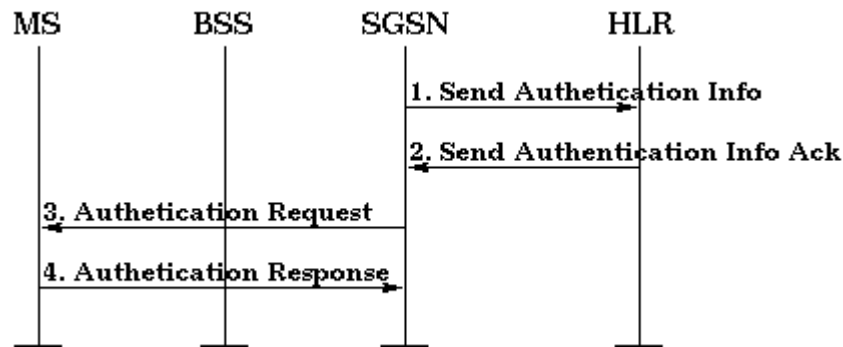 MS BSS SGSN HLR
1. Send Authetication Info
2. Send Authentication Info Ack
3. Authetication Request
4. Authetication Response